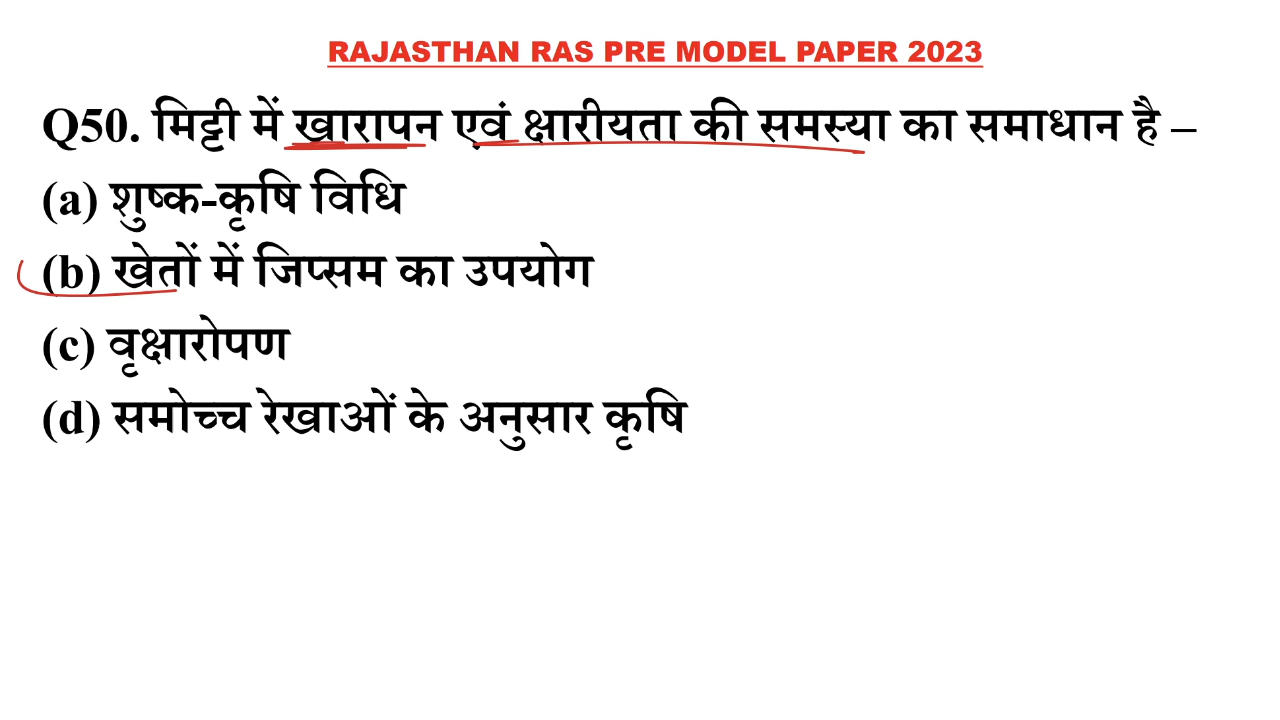 RAJASTHAN RAS PRE MODEL PAPER 2023
Q50. मिट्टी में खारापन एवं क्षारीयता की समस्या का समाधान है –
(a) शुष्क-कृषि विधि
(b) खेतों में जिप्सम का उपयोग
(c) वृक्षारोपण
(d) समोच्च रेखाओं के अनुसार कृषि